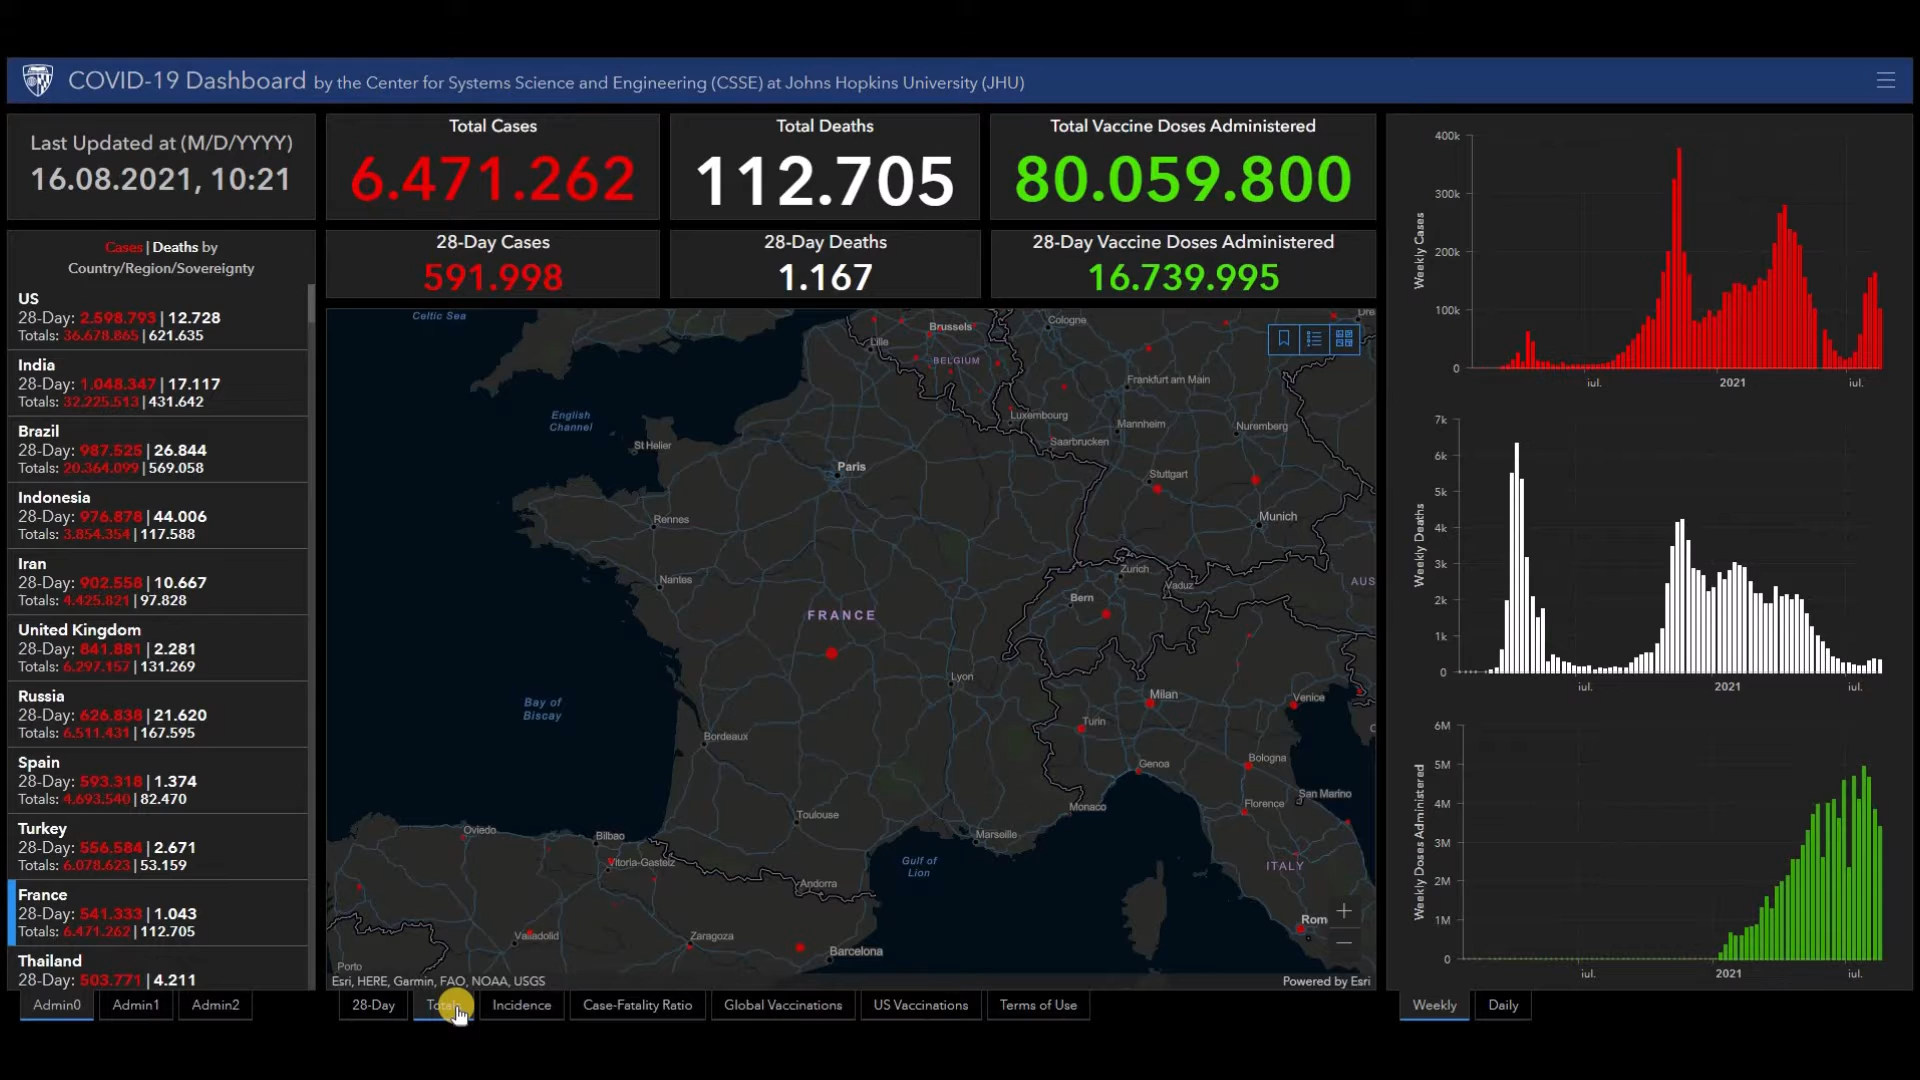 COVID-19 Dashboard by the Center for Systems Science and Engineering (CSSE) at Johns Hopkins University (JHU)
Last Updated at (M/D/YYYY)
16.08.2021, 10:21
Total Cases
6.471.262
Total Deaths
112.705
Total Vaccine Doses Administered
80.059.800
28-Day Cases
591.998
28-Day Deaths
1.167
28-Day Vaccine Doses Administered
16.739.995
Cases | Deaths by
Country/Region/Sovereignty
US
28-Day: 2.598.793 | 12.728
Totals: 36.678.865 | 621.635
India
28-Day: 1.048.347 | 17.117
Totals: 32.225.513 | 431.642
Brazil
28-Day: 987.525 | 26.844
Totals: 20.364.099 | 569.058
Indonesia
28-Day: 976.878 | 44.006
Totals: 3.854.354 | 117.588
Iran
28-Day: 902.558 | 10.667
Totals: 4.425.821 | 97.828
United Kingdom
28-Day: 841.881 | 2.281
Totals: 6.297.157 | 131.269
Russia
28-Day: 626.838 | 21.620
Totals: 6.511.431 | 167.595
Spain
28-Day: 593.318 | 1.374
Totals: 4.693.540 | 82.470
Turkey
28-Day: 556.584 | 2.671
Totals: 6.078.623 | 53.159
France
28-Day: 541.333 | 1.043
Totals: 6.471.262 | 112.705
Thailand
28-Day: 503.771 | 4.211
Admin0
Admin1
Admin2
Celtic Sea
Brussels
Cologne
Lille
BELGIUM
Frankfurt am Main
English
Channel
Luxembourg
Mannheim
Nuremberg
St Helier
Saarbrucken
Paris
Stuttgart
Rennes
Munich
Nantes
Zurich
Vaduz
AUS
Bern
FRANCE
Lyon
Milan
Venice
Bay of
Biscay
Turin
Bordeaux
Genoa
Bologna
San Marino
Monaco
Florence
Toulouse
Oviedo
Bilbao
Marseille
Vitoria-Gasteiz
Gulf of
Lion
ITALY
Andorra
Rom
Valladolid
Zaragoza
Barcelona
Porto
Esri, HERE, Garmin, FAO, NOAA, USGS
Powered by Esri
28-Day
Totals
Incidence
Case-Fatality Ratio
Global Vaccinations
US Vaccinations
Terms of Use
Weekly Cases
400k
300k
200k
100k
0
iul.
2021
iul.
Weekly Deaths
7k
6k
5k
4k
3k
2k
1k
0
iul.
2021
iul.
Weekly Doses Administered
6M
5M
4M
3M
2M
1M
0
iul.
2021
iul.
Weekly
Daily